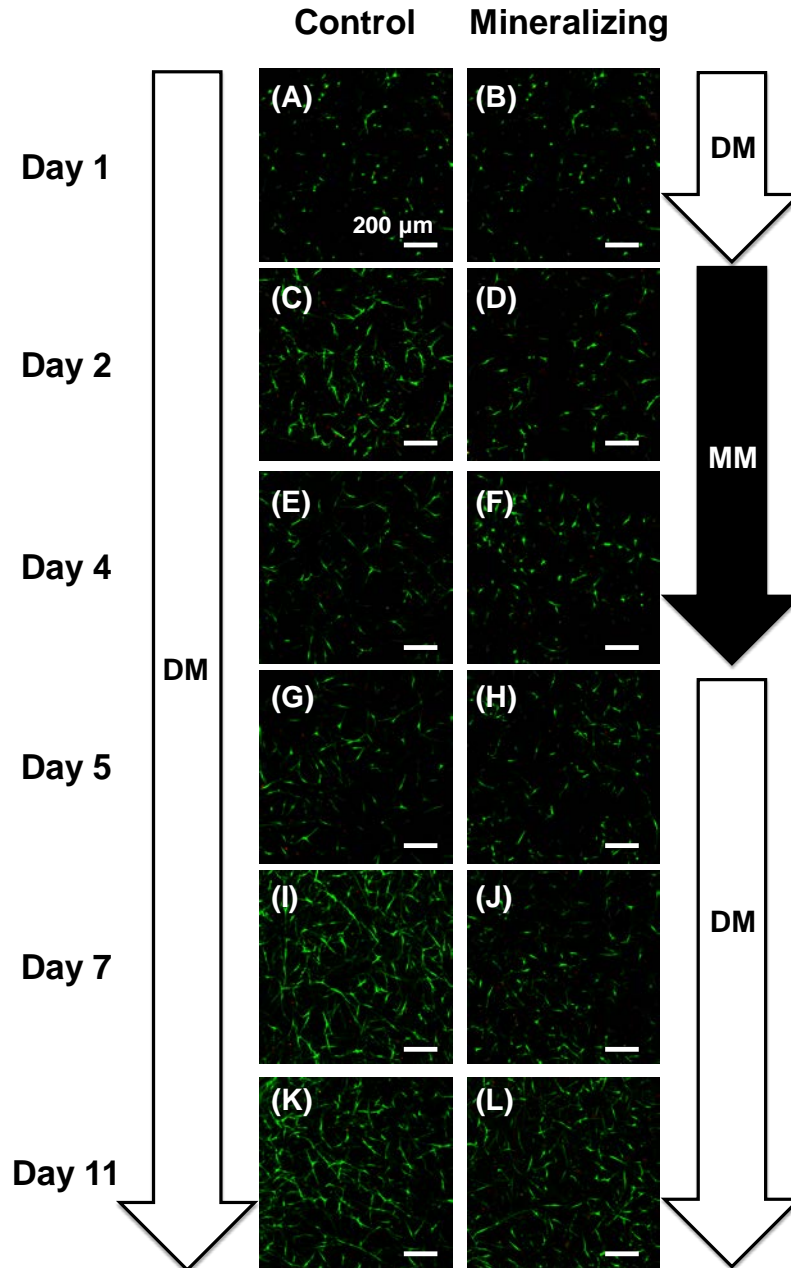 Control Mineralizing
Day 1
(A)
(B)
200 µm
DM
Day 2
(C)
(D)
MM
Day 4
(E)
(F)
DM
Day 5
(G)
(H)
Day 7
(I)
(J)
DM
Day 11
(K)
(L)